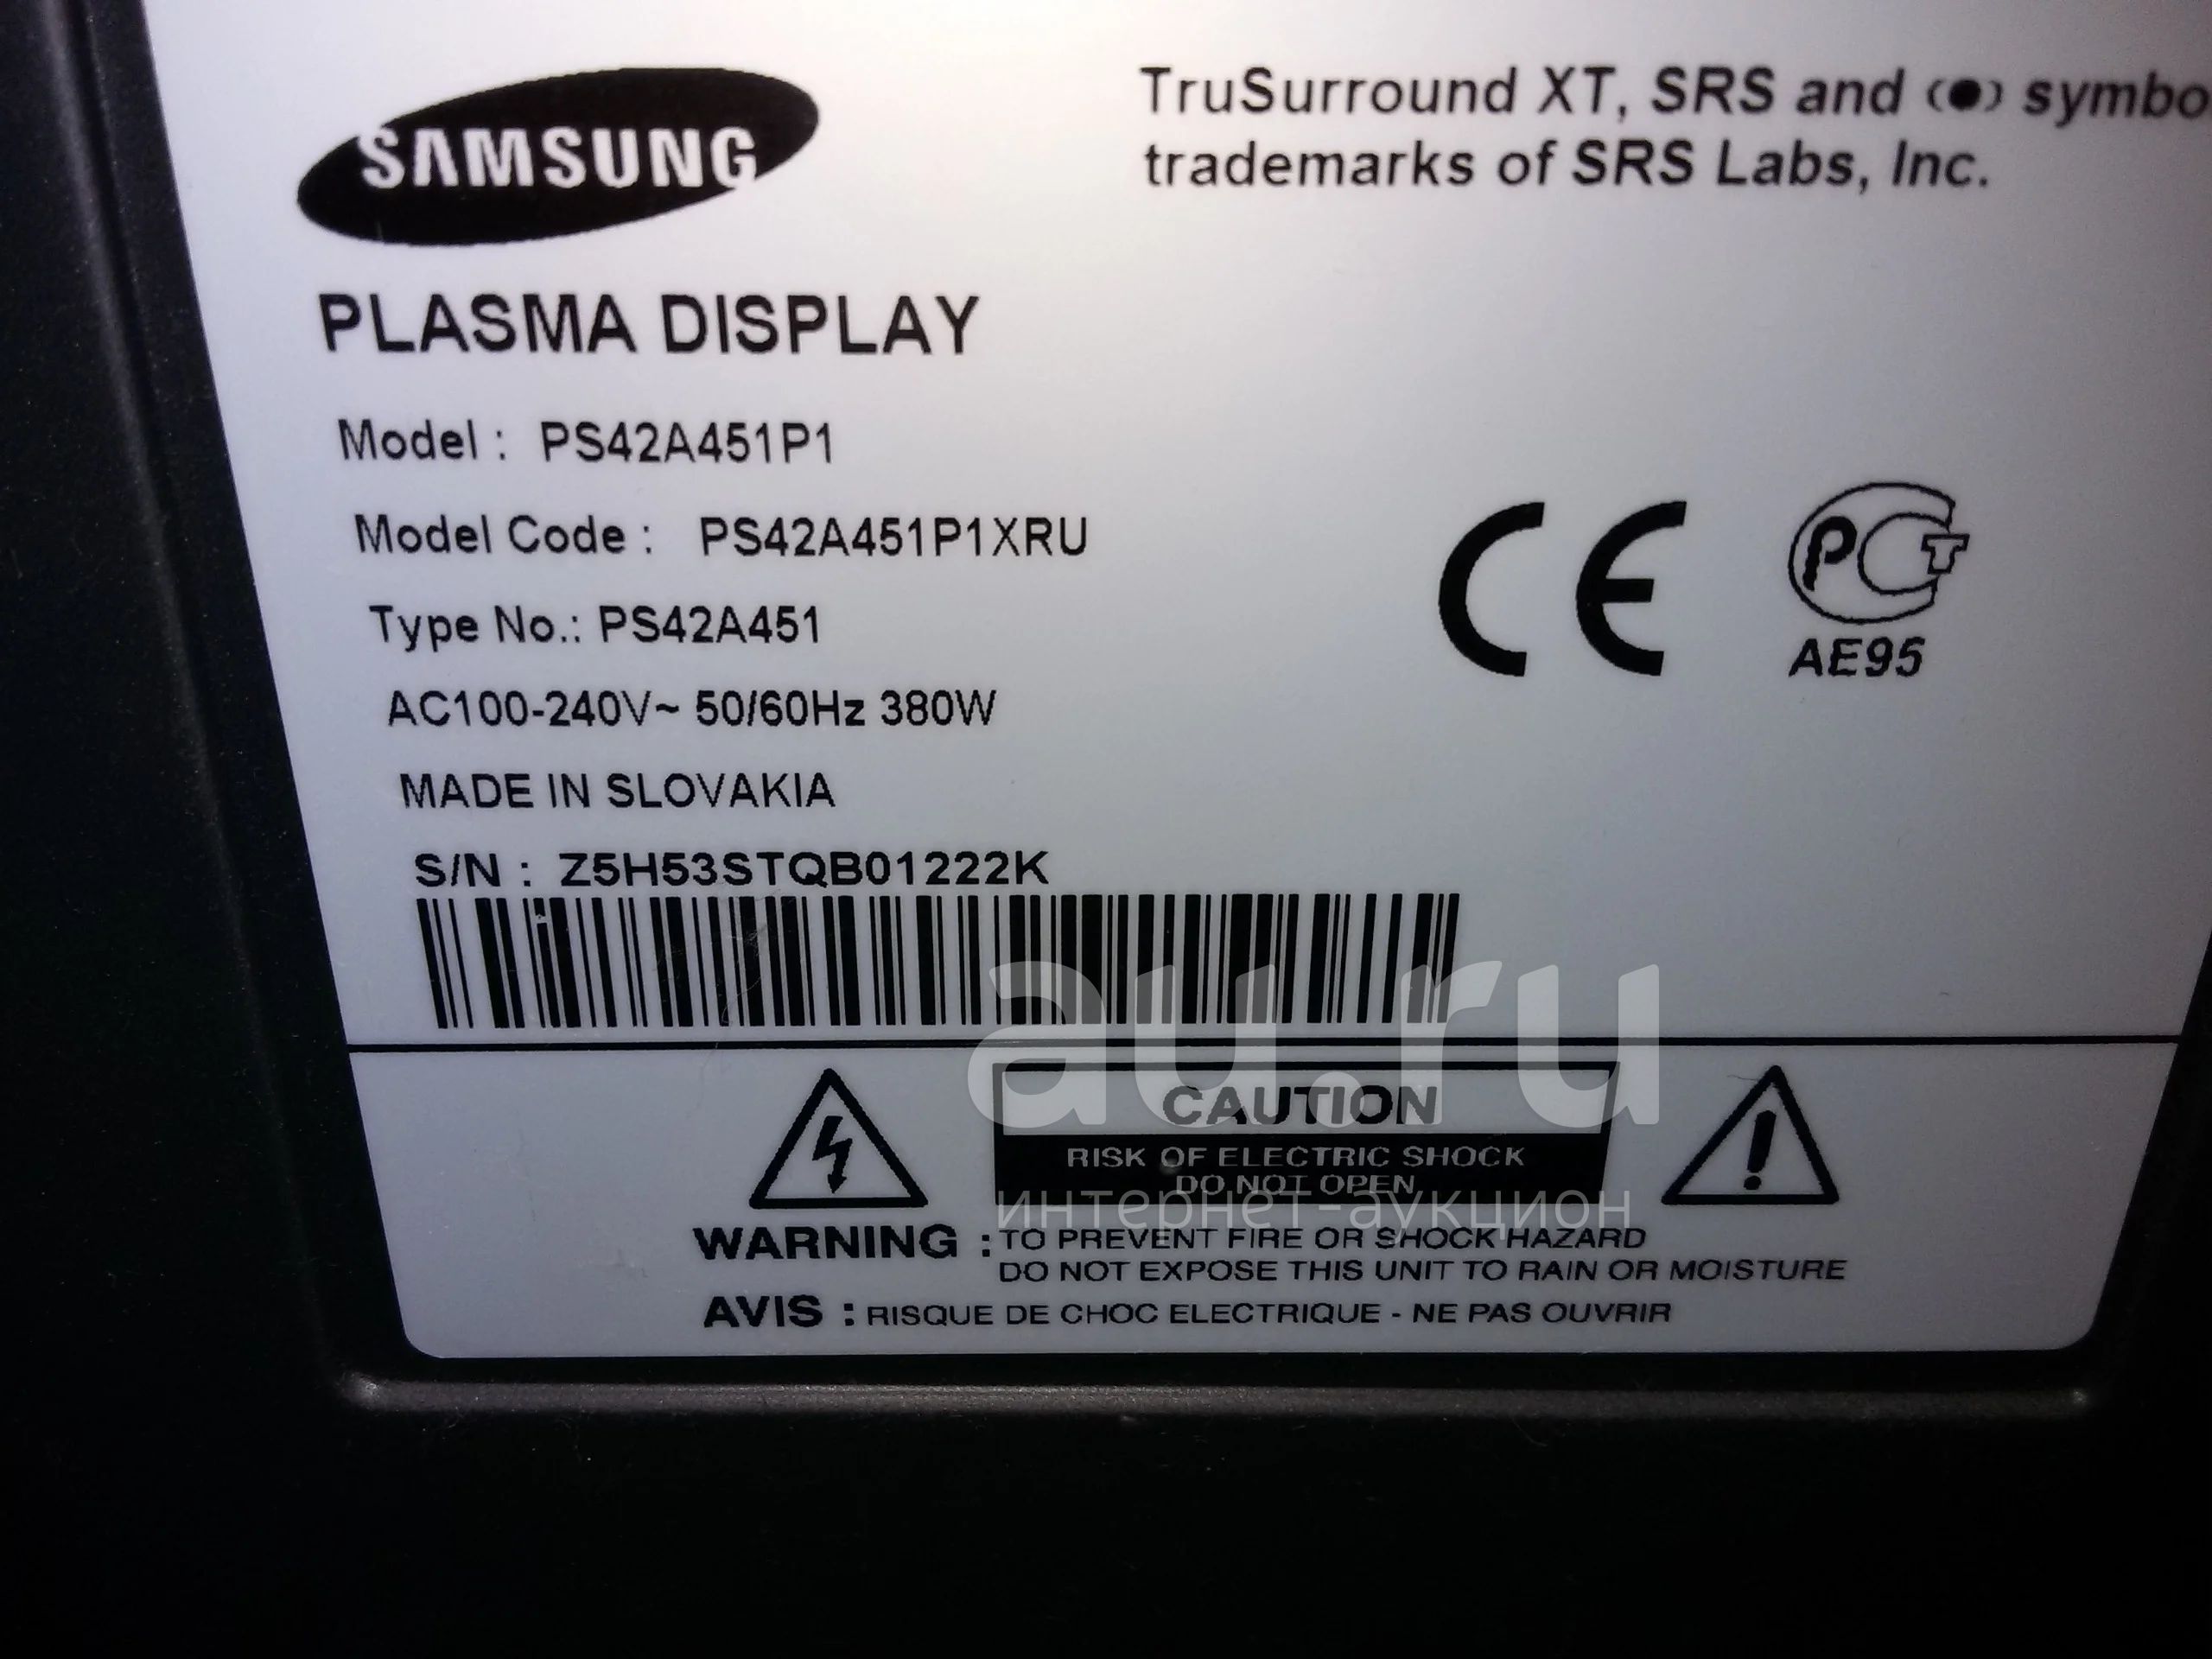 SAMSUNG
TruSurround XT, SRS and (●) symbo
trademarks of SRS Labs, Inc.
PLASMA DISPLAY
Model : PS42A451P1
Model Code : PS42A451P1XRU
Type No.: PS42A451
AC100-240V~ 50/60Hz 380W
MADE IN SLOVAKIA
S/N : Z5H53STQB01222K
CE
РСТ
AE95
au.ru
интернет-аукцион
CAUTION
RISK OF ELECTRIC SHOCK
DO NOT OPEN
WARNING : TO PREVENT FIRE OR SHOCK HAZARD
DO NOT EXPOSE THIS UNIT TO RAIN OR MOISTURE
AVIS : RISQUE DE CHOC ELECTRIQUE - NE PAS OUVRIR